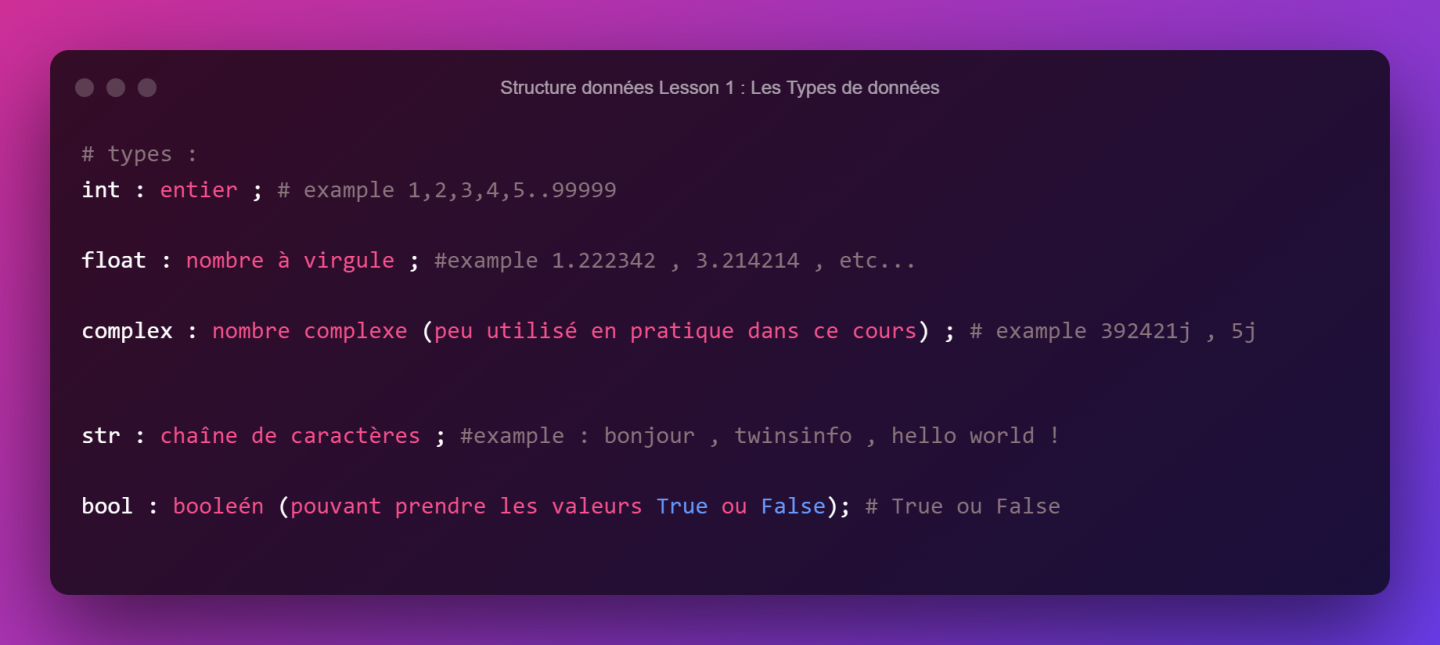 Structure données Lesson 1 : Les Types de données
# types :
int : entier ; # example 1,2,3,4,5..99999
float : nombre à virgule ; #example 1.222342 , 3.214214 , etc...
complex : nombre complexe (peu utilisé en pratique dans ce cours) ; # example 392421j , 5j
str : chaîne de caractères ; #example : bonjour , twinsinfo , hello world !
bool : booleén (pouvant prendre les valeurs True ou False); # True ou False